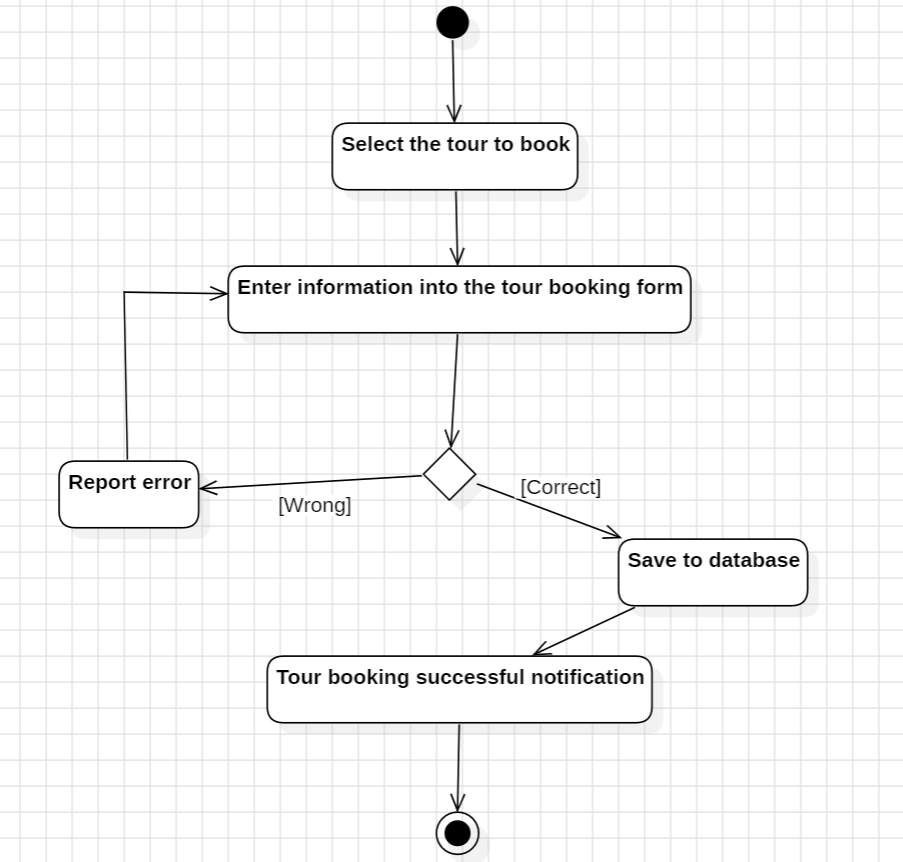 Select the tour to book
Enter information into the tour booking form
Report error
[Wrong]
[Correct]
Save to database
Tour booking successful notification